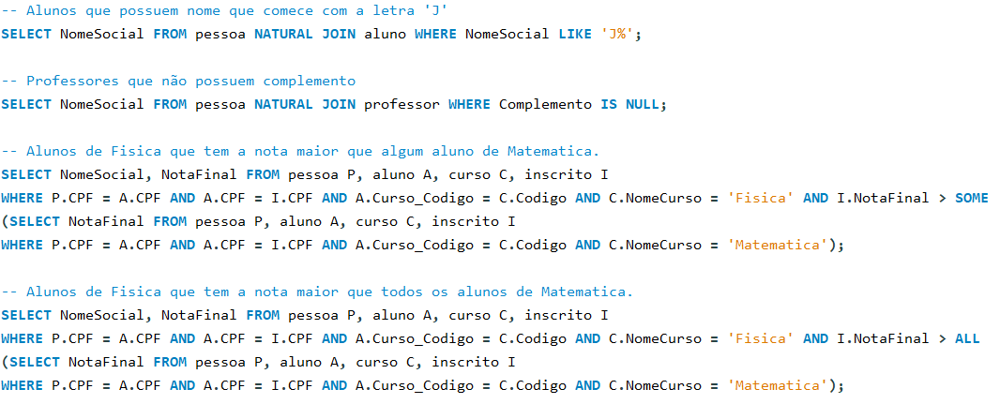 -- Alunos que possuem nome que comece com a letra 'J'
SELECT NomeSocial FROM pessoa NATURAL JOIN aluno WHERE NomeSocial LIKE 'J%';
-- Professores que não possuem complemento
SELECT NomeSocial FROM pessoa NATURAL JOIN professor WHERE Complemento IS NULL;
-- Alunos de Fisica que tem a nota maior que algum aluno de Matematica.
SELECT NomeSocial, NotaFinal FROM pessoa P, aluno A, curso C, inscrito I
WHERE P.CPF = A.CPF AND A.CPF = I.CPF AND A.Curso_Codigo = C.Codigo AND C.NomeCurso = 'Fisica' AND I.NotaFinal > SOME
(SELECT NotaFinal FROM pessoa P, aluno A, curso C, inscrito I
WHERE P.CPF = A.CPF AND A.CPF = I.CPF AND A.Curso_Codigo = C.Codigo AND C.NomeCurso = 'Matematica');
-- Alunos de Fisica que tem a nota maior que todos os alunos de Matematica.
SELECT NomeSocial, NotaFinal FROM pessoa P, aluno A, curso C, inscrito I
WHERE P.CPF = A.CPF AND A.CPF = I.CPF AND A.Curso_Codigo = C.Codigo AND C.NomeCurso = 'Fisica' AND I.NotaFinal > ALL
(SELECT NotaFinal FROM pessoa P, aluno A, curso C, inscrito I
WHERE P.CPF = A.CPF AND A.CPF = I.CPF AND A.Curso_Codigo = C.Codigo AND C.NomeCurso = 'Matematica');